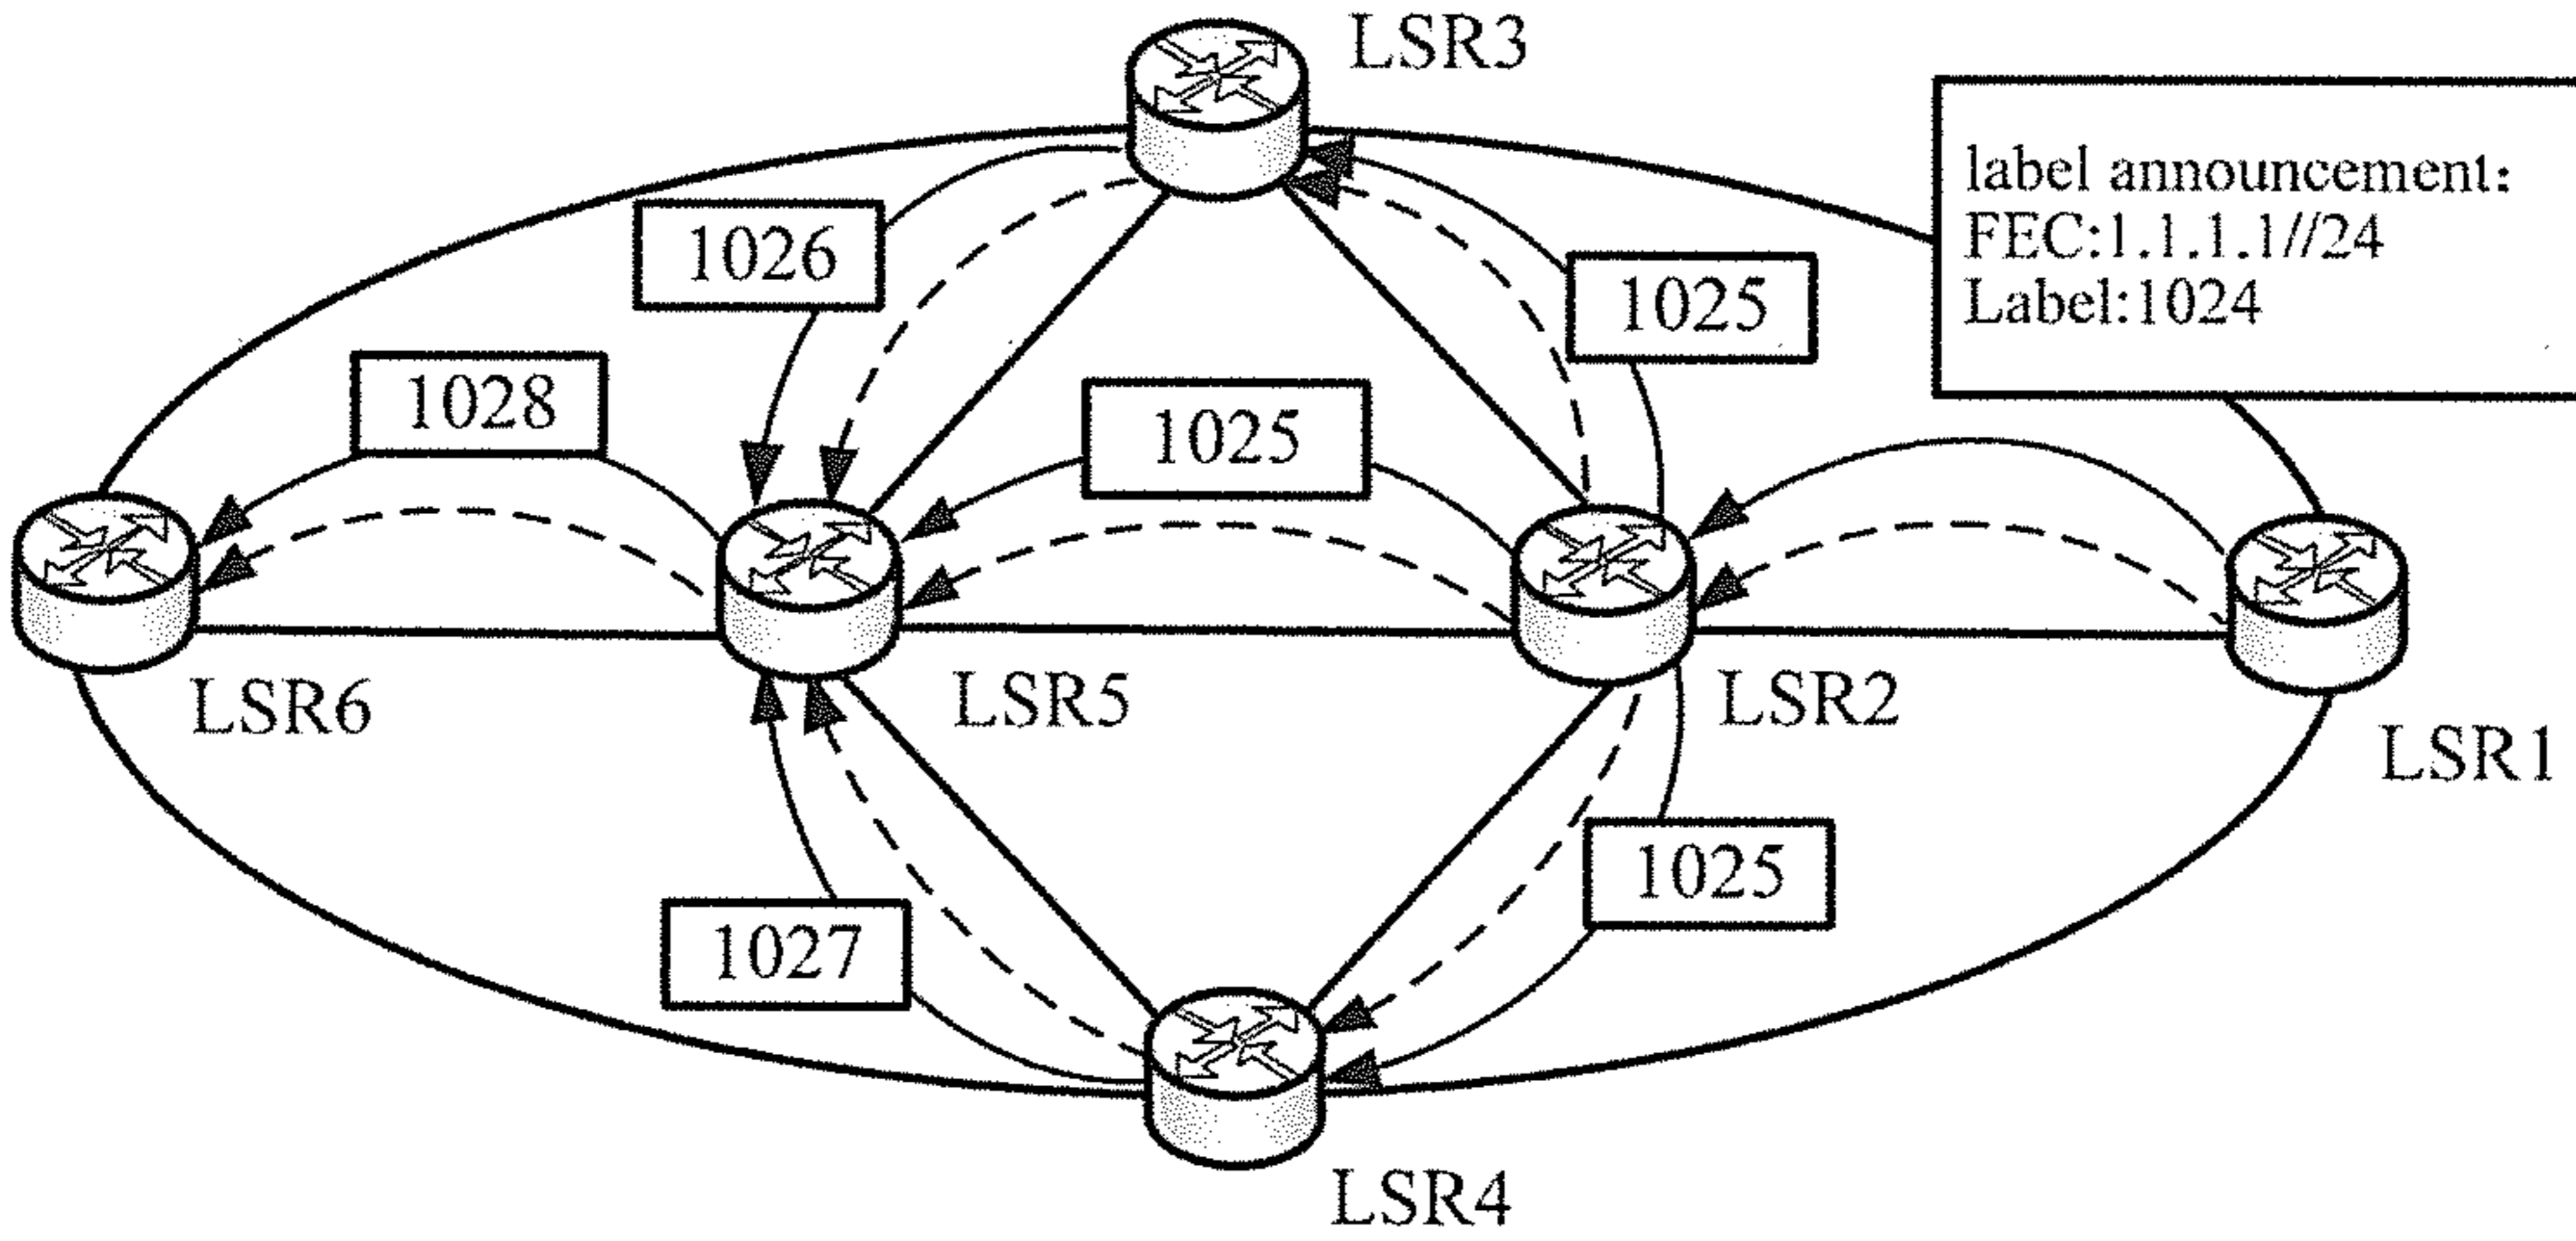 LSR3
label announcement:
FEC:1.1.1.1//24
Label:1024
1026
1025
1028
1025
LSR6
LSR5
LSR2
LSR1
1025
1027
LSR4